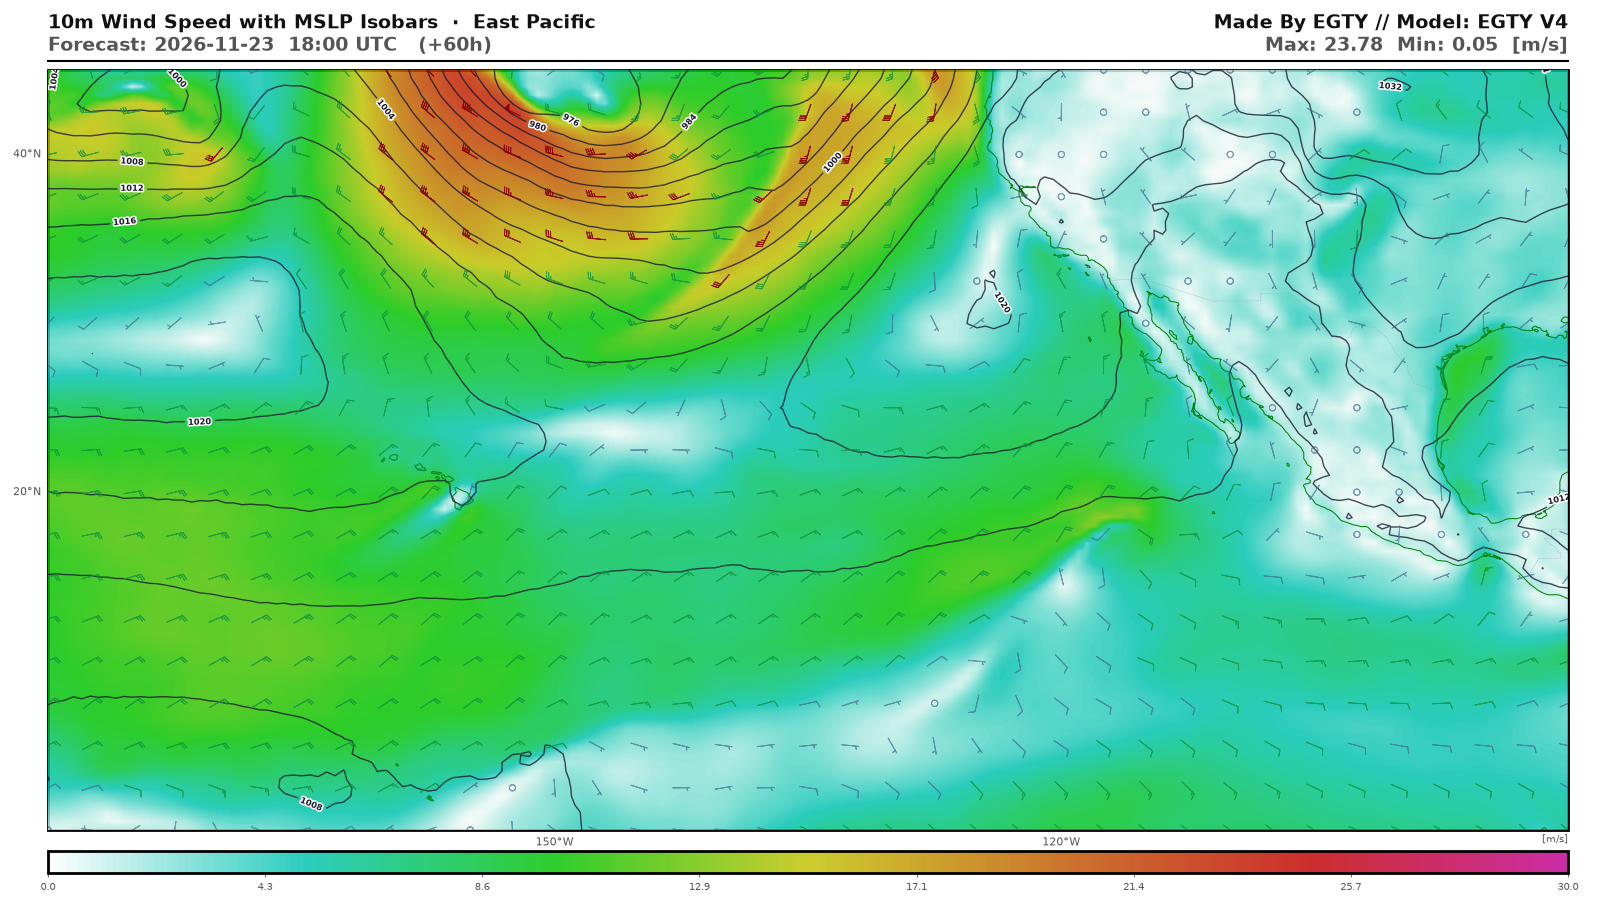 10m Wind Speed with MSLP Isobars · East Pacific
Made By EGTY // Model: EGTY V4
Forecast: 2026-11-23 18:00 UTC (+60h)
Max: 23.78 Min: 0.05 [m/s]
1004
1000
1032
1004
980
976
984
40°N
1008
1000
1012
1016
1020
1020
20°N
1012
1008
150°W
120°W
[m/s]
0.0
4.3
8.6
12.9
17.1
21.4
25.7
30.0